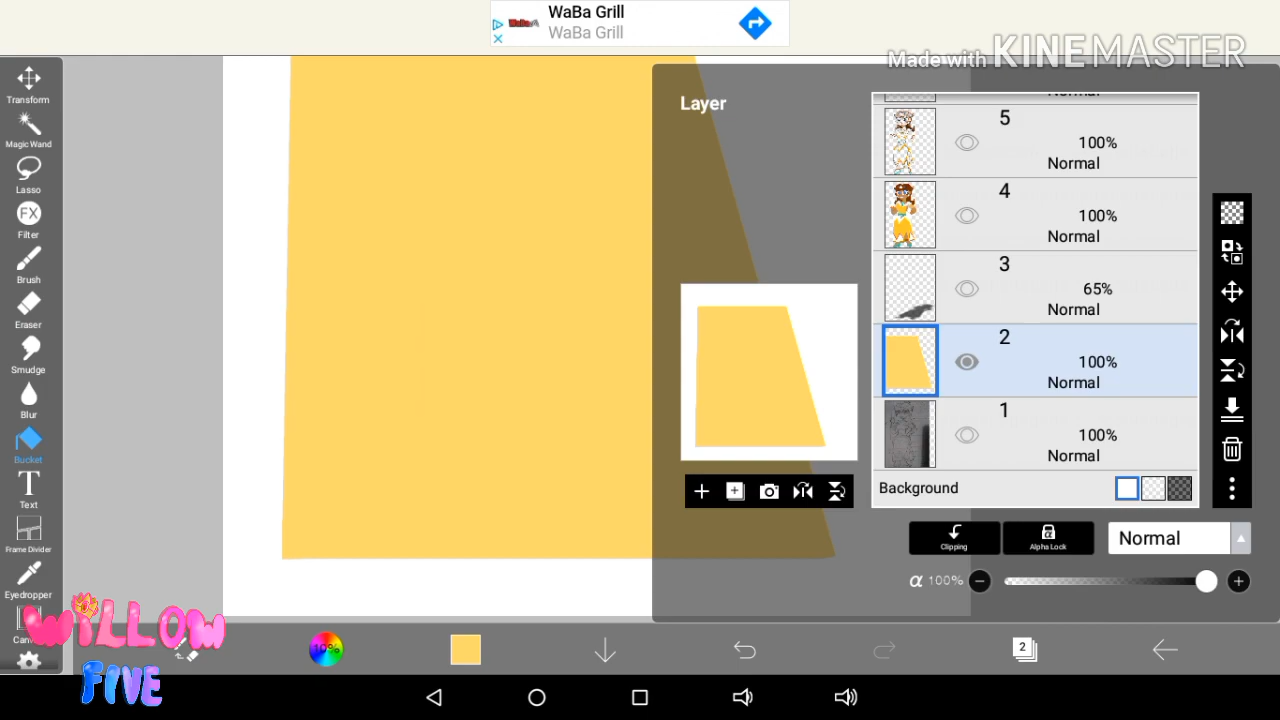 WaBa Grill
WaBa Grill
Made with KINEMASTER
Transform
Magic Wand
Lasso
FX
Filter
Brush
Eraser
Smudge
Blur
Bucket
Text
Frame Divider
Eyedropper
WiLLOW
FiVE
Layer
Normal
5
100%
Normal
4
100%
Normal
3
65%
Normal
2
100%
Normal
1
100%
Normal
Background
Clipping
Alpha Lock
Normal
α 100%
2